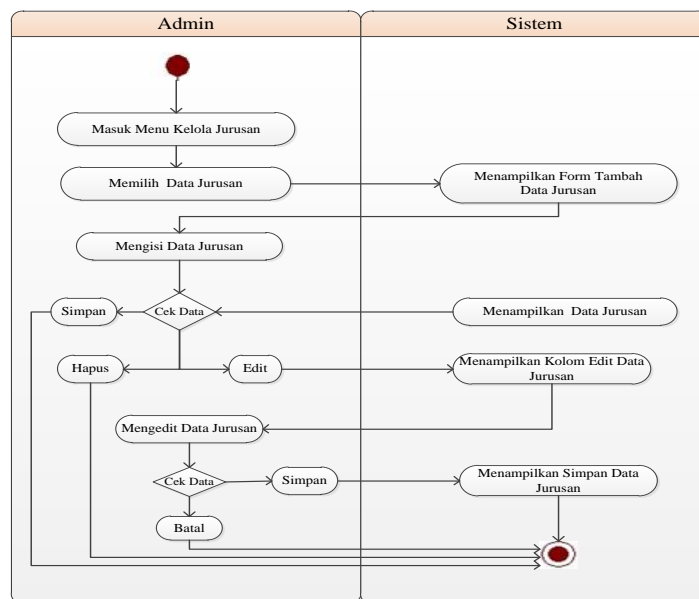 Admin
Sistem
Masuk Menu Kelola Jurusan
Memilih Data Jurusan
Menampilkan Form Tambah
Data Jurusan
Mengisi Data Jurusan
Simpan
Cek Data
Menampilkan Data Jurusan
Hapus
Edit
Menampilkan Kolom Edit Data
Jurusan
Mengedit Data Jurusan
Cek Data
Simpan
Menampilkan Simpan Data
Jurusan
Batal